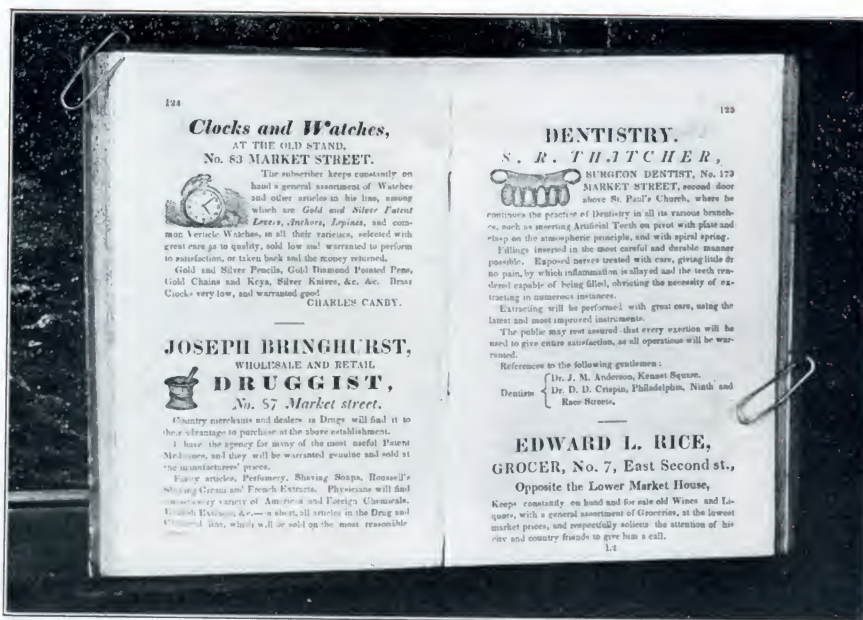 124
Clocks and Watches,
AT THE OLD STAND,
No. 83 MARKET STREET.
The subscriber keeps constantly on
hand a general assortment of Watches
and other articles in his line, among
which are Gold and Silver Patent
Levers, Anchors, Lepines, and com-
mon Verticle Watches, in all their varieties, selected with
great care as to quality, sold low and warranted to perform
to satisfaction, or taken back and the money returned.
Gold and Silver Pencils, Gold Diamond Pointed Pens,
Gold Chains and Keys, Silver Knives, &c. &c. Brass
Clocks very low, and warranted good
CHARLES CANBY.
JOSEPH BRINGHURST,
WHOLESALE AND RETAIL
DRUGGIST,
No. 87 Market street.
Country merchants and dealers in Drugs will find it to
their advantage to purchase at the above establishment.
I have the agency for many of the most useful Patent
Medicines, and they will be warranted genuine and sold at
the manufacturers' prices.
Fancy articles, Perfumery, Shaving Soaps, Roussell's
Shaving Cream and French Extracts. Physicians will find
variety of American and Foreign Chemicals,
English Extracts, &c.— in short, all articles in the Drug and
Chemical line, which will be sold on the most reasonable
125
DENTISTRY.
S. R. THATCHER,
SURGEON DENTIST, No. 173
MARKET STREET, second door
above St. Paul's Church, where he
continues the practice of Dentistry in all its various branch-
es, such as inserting Artificial Teeth on pivot with plate and
clasp on the atmospheric principle, and with spiral spring.
Fillings inserted in the most careful and durable manner
possible. Exposed nerves treated with care, giving little or
no pain, by which inflammation is allayed and the teeth ren-
dered capable of being filled, obviating the necessity of ex-
tracting in numerous instances.
Extracting will be performed with great care, using the
latest and most improved instruments.
The public may rest assured that every exertion will be
used to give entire satisfaction, as all operations will be war-
ranted.
References to the following gentlemen:
Dr. J. M. Anderson, Kennet Square.
Dentists Dr. D. D. Crispin, Philadelphia, Ninth and
Race Streets.
EDWARD L. RICE,
GROCER, No. 7, East Second st.,
Opposite the Lower Market House,
Keeps constantly on hand and for sale old Wines and Li-
quors, with a general assortment of Groceries, at the lowest
market prices, and respectfully solicits the attention of his
city and country friends to give him a call.